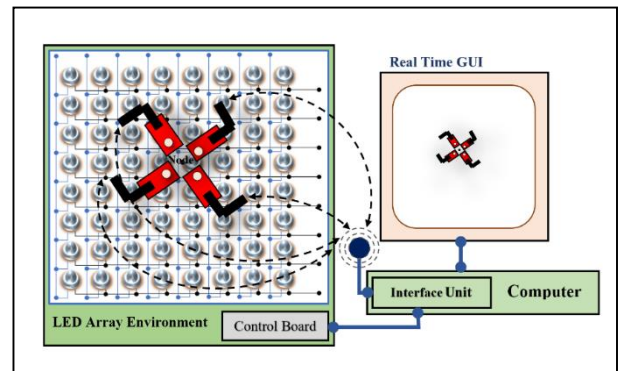 Real Time GUI
Node
Interface Unit
Computer
LED Array Environment
Control Board